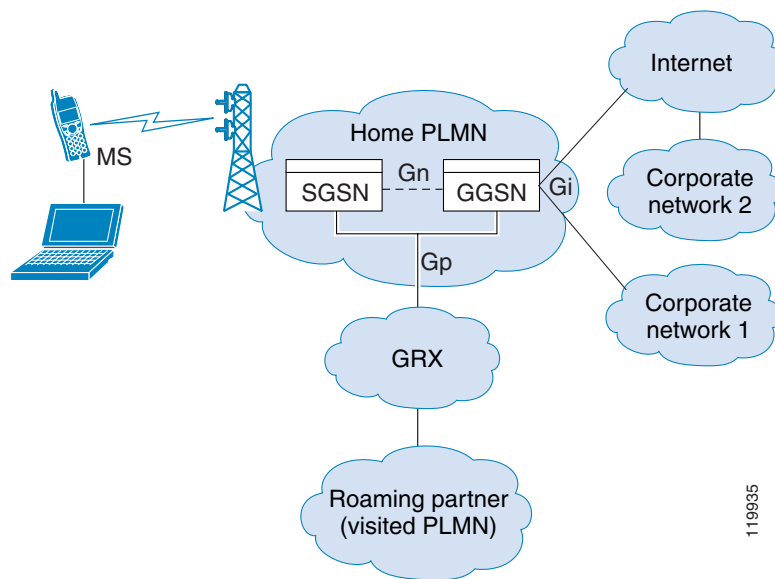 Internet
Home PLMN
MS
Gn
SGSN
GGSN
Gi
Corporate
network 2
Gp
Corporate
network 1
GRX
Roaming partner
(visited PLMN)
119935